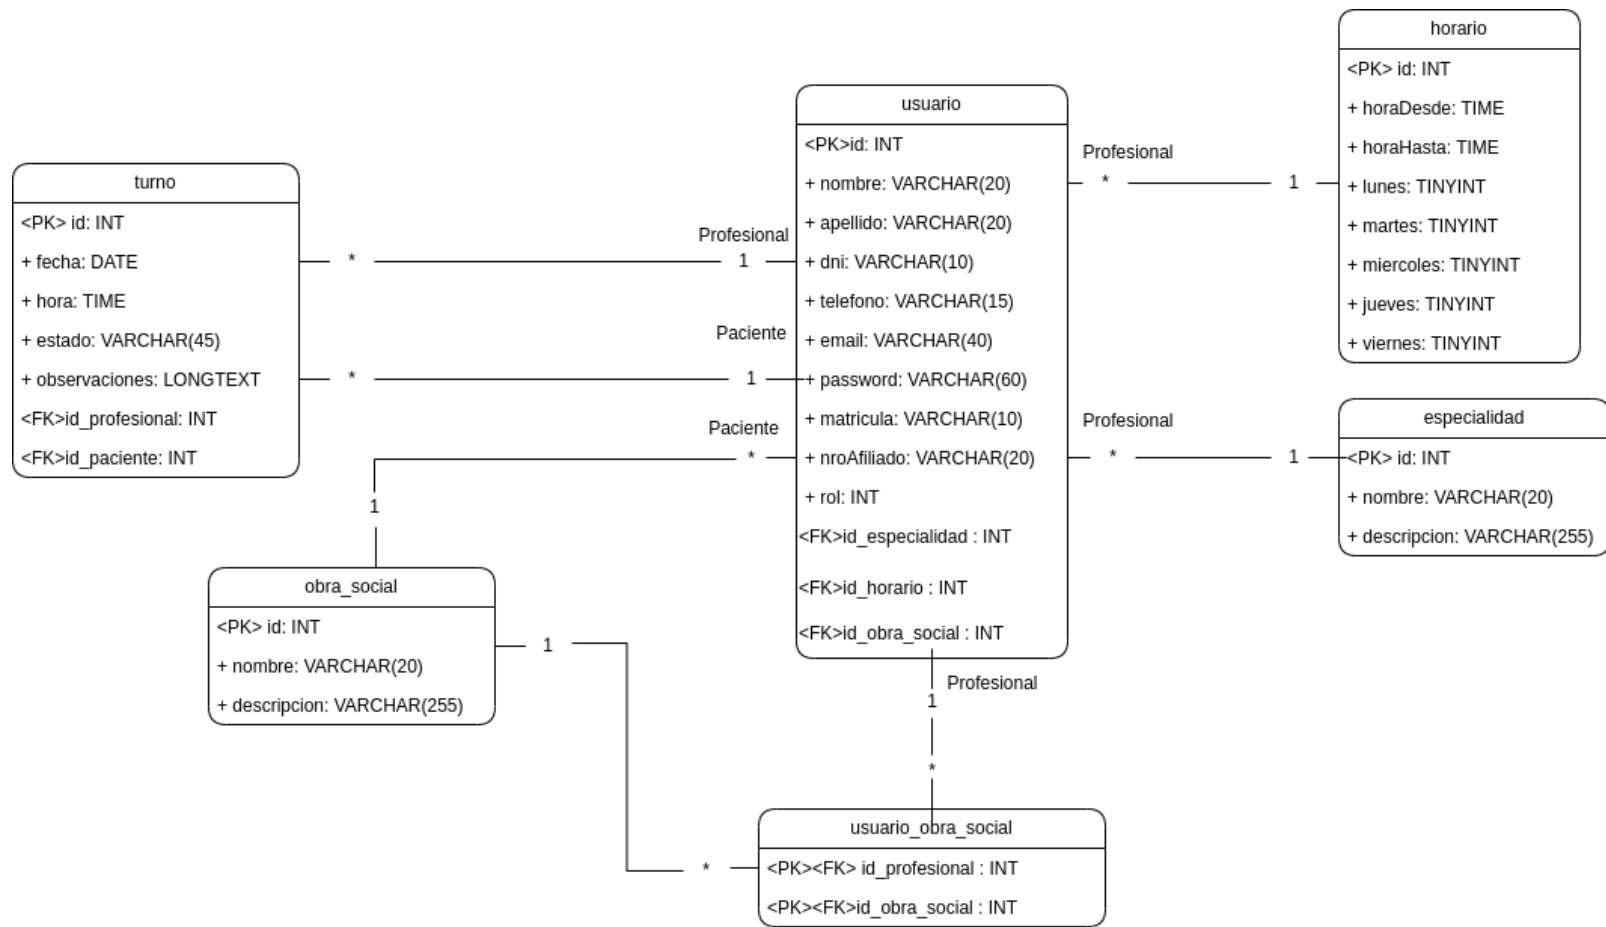 horario
<PK> id: INT
+ horaDesde: TIME
+ horaHasta: TIME
+ lunes: TINYINT
+ martes: TINYINT
+ miercoles: TINYINT
+ jueves: TINYINT
+ viernes: TINYINT
usuario
<PK>id: INT
+ nombre: VARCHAR(20)
+ apellido: VARCHAR(20)
+ dni: VARCHAR(10)
+ telefono: VARCHAR(15)
+ email: VARCHAR(40)
+ password: VARCHAR(60)
+ matricula: VARCHAR(10)
+ nroAfiliado: VARCHAR(20)
+ rol: INT
<FK>id_especialidad : INT
<FK>id_horario : INT
<FK>id_obra_social : INT
Profesional
* 1
turno
<PK> id: INT
+ fecha: DATE
+ hora: TIME
+ estado: VARCHAR(45)
+ observaciones: LONGTEXT
<FK>id_profesional: INT
<FK>id_paciente: INT
Profesional
* 1
Paciente
* 1
Paciente
*
1
Profesional
* 1
especialidad
<PK> id: INT
+ nombre: VARCHAR(20)
+ descripcion: VARCHAR(255)
obra_social
<PK> id: INT
+ nombre: VARCHAR(20)
+ descripcion: VARCHAR(255)
1
*
Profesional
1
*
usuario_obra_social
<PK><FK> id_profesional : INT
<PK><FK>id_obra_social : INT